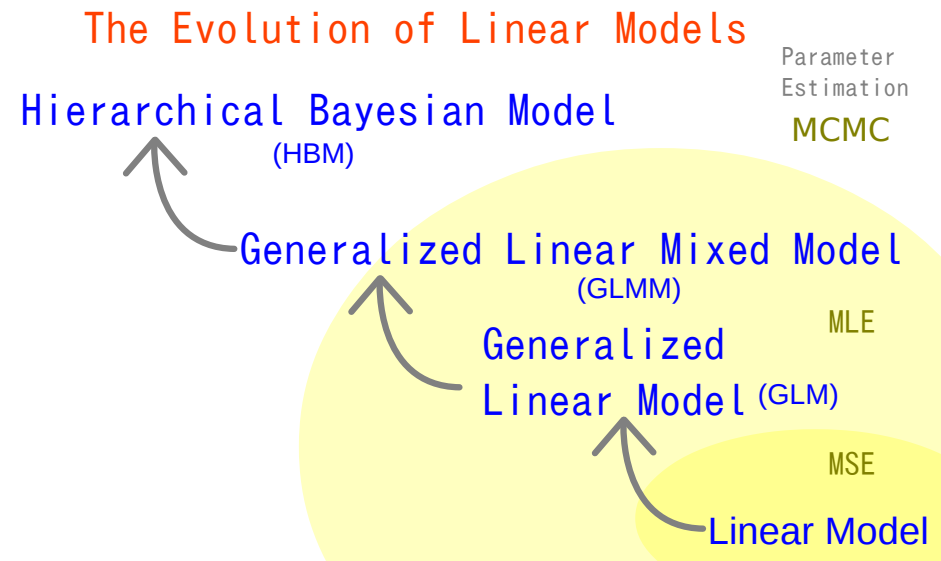 The Evolution of Linear Models
Parameter
Estimation
Hierarchical Bayesian Model
(HBM)
MCMC
Generalized Linear Mixed Model
(GLMM)
MLE
Generalized
Linear Model (GLM)
MSE
Linear Model